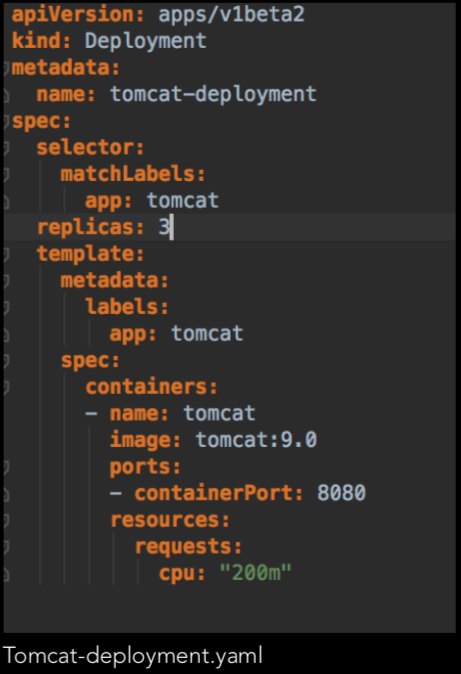 apiVersion: apps/v1beta2
kind: Deployment
metadata:
  name: tomcat-deployment
spec:
  selector:
    matchLabels:
      app: tomcat
  replicas: 3
  template:
    metadata:
      labels:
        app: tomcat
    spec:
      containers:
      - name: tomcat
        image: tomcat:9.0
        ports:
        - containerPort: 8080
        resources:
          requests:
            cpu: "200m"
Tomcat-deployment.yaml